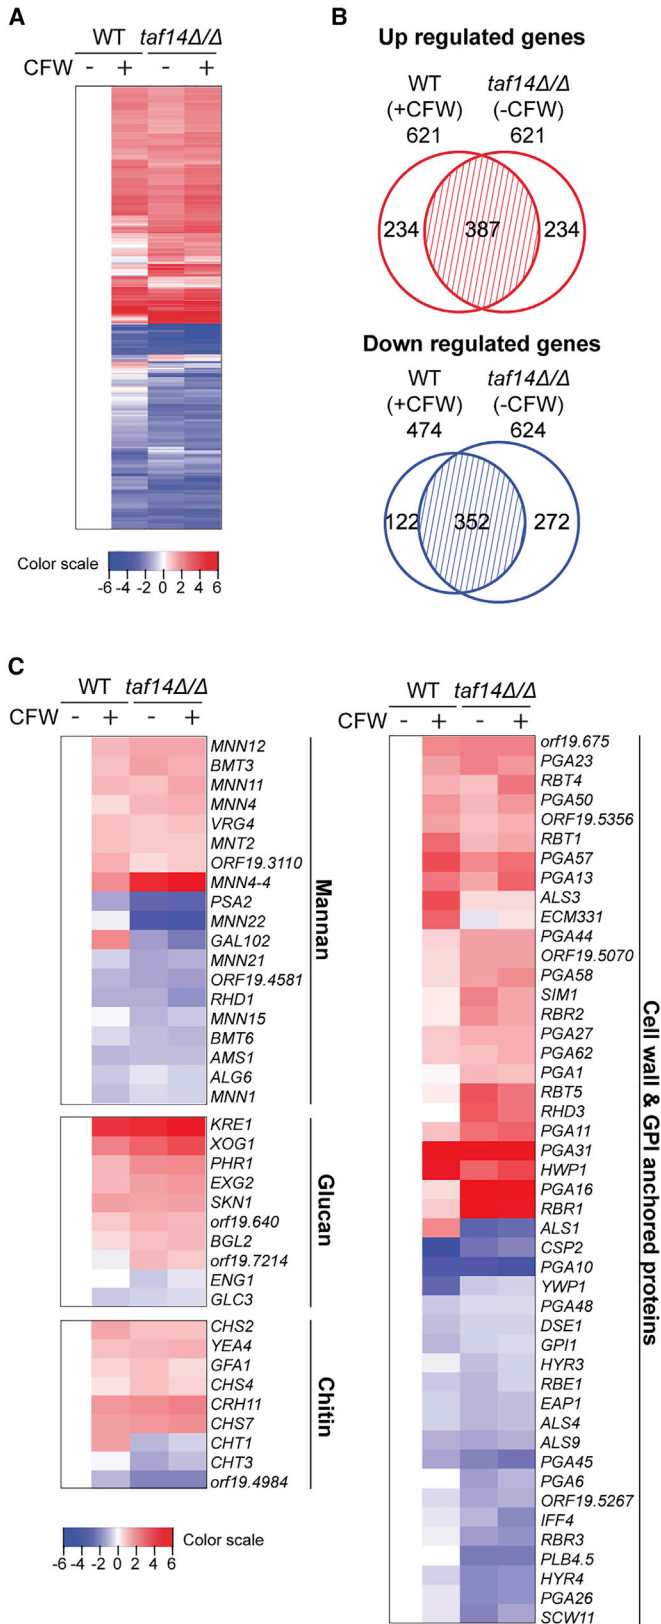 A
WT taf14Δ/Δ
CFW - + - +
Color scale
-6 -4 -2 0 2 4 6
B
Up regulated genes
WT taf14Δ/Δ
(+CFW) (-CFW)
621 621
234 387 234
Down regulated genes
WT taf14Δ/Δ
(+CFW) (-CFW)
474 624
122 352 272
C
WT taf14Δ/Δ
CFW - + - +
MNN12
BMT3
MNN11
MNN4
VRG4
MNT2
ORF19.3110
MNN4-4
PSA2
MNN22
GAL102
MNN21
ORF19.4581
RHD1
MNN15
BMT6
AMS1
ALG6
MNN1
Mannan
KRE1
XOG1
PHR1
EXG2
SKN1
orf19.640
BGL2
orf19.7214
ENG1
GLC3
Glucan
CHS2
YEA4
GFA1
CHS4
CRH11
CHS7
CHT1
CHT3
orf19.4984
Chitin
Color scale
-6 -4 -2 0 2 4 6
WT taf14Δ/Δ
CFW - + - +
orf19.675
PGA23
RBT4
PGA50
ORF19.5356
RBT1
PGA57
PGA13
ALS3
ECM331
PGA44
ORF19.5070
PGA58
SIM1
RBR2
PGA27
PGA62
PGA1
RBT5
RHD3
PGA11
PGA31
HWP1
PGA16
RBR1
ALS1
CSP2
PGA10
YWP1
PGA48
DSE1
GPI1
HYR3
RBE1
EAP1
ALS4
ALS9
PGA45
PGA6
ORF19.5267
IFF4
RBR3
PLB4.5
HYR4
PGA26
SCW11
Cell wall & GPI anchored proteins